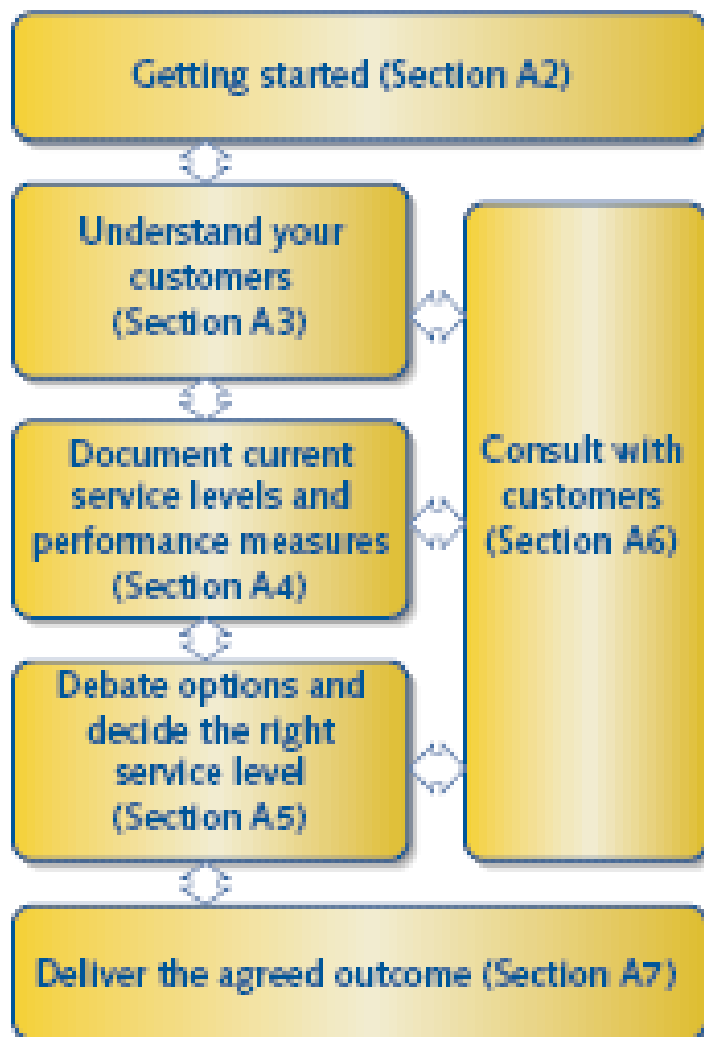 Getting started (Section A2)
Understand your
customers
(Section A3)
Document current
service levels and
performance measures
(Section A4)
Debate options and
decide the right
service level
(Section A5)
Consult with
customers
(Section A6)
Deliver the agreed outcome (Section A7)